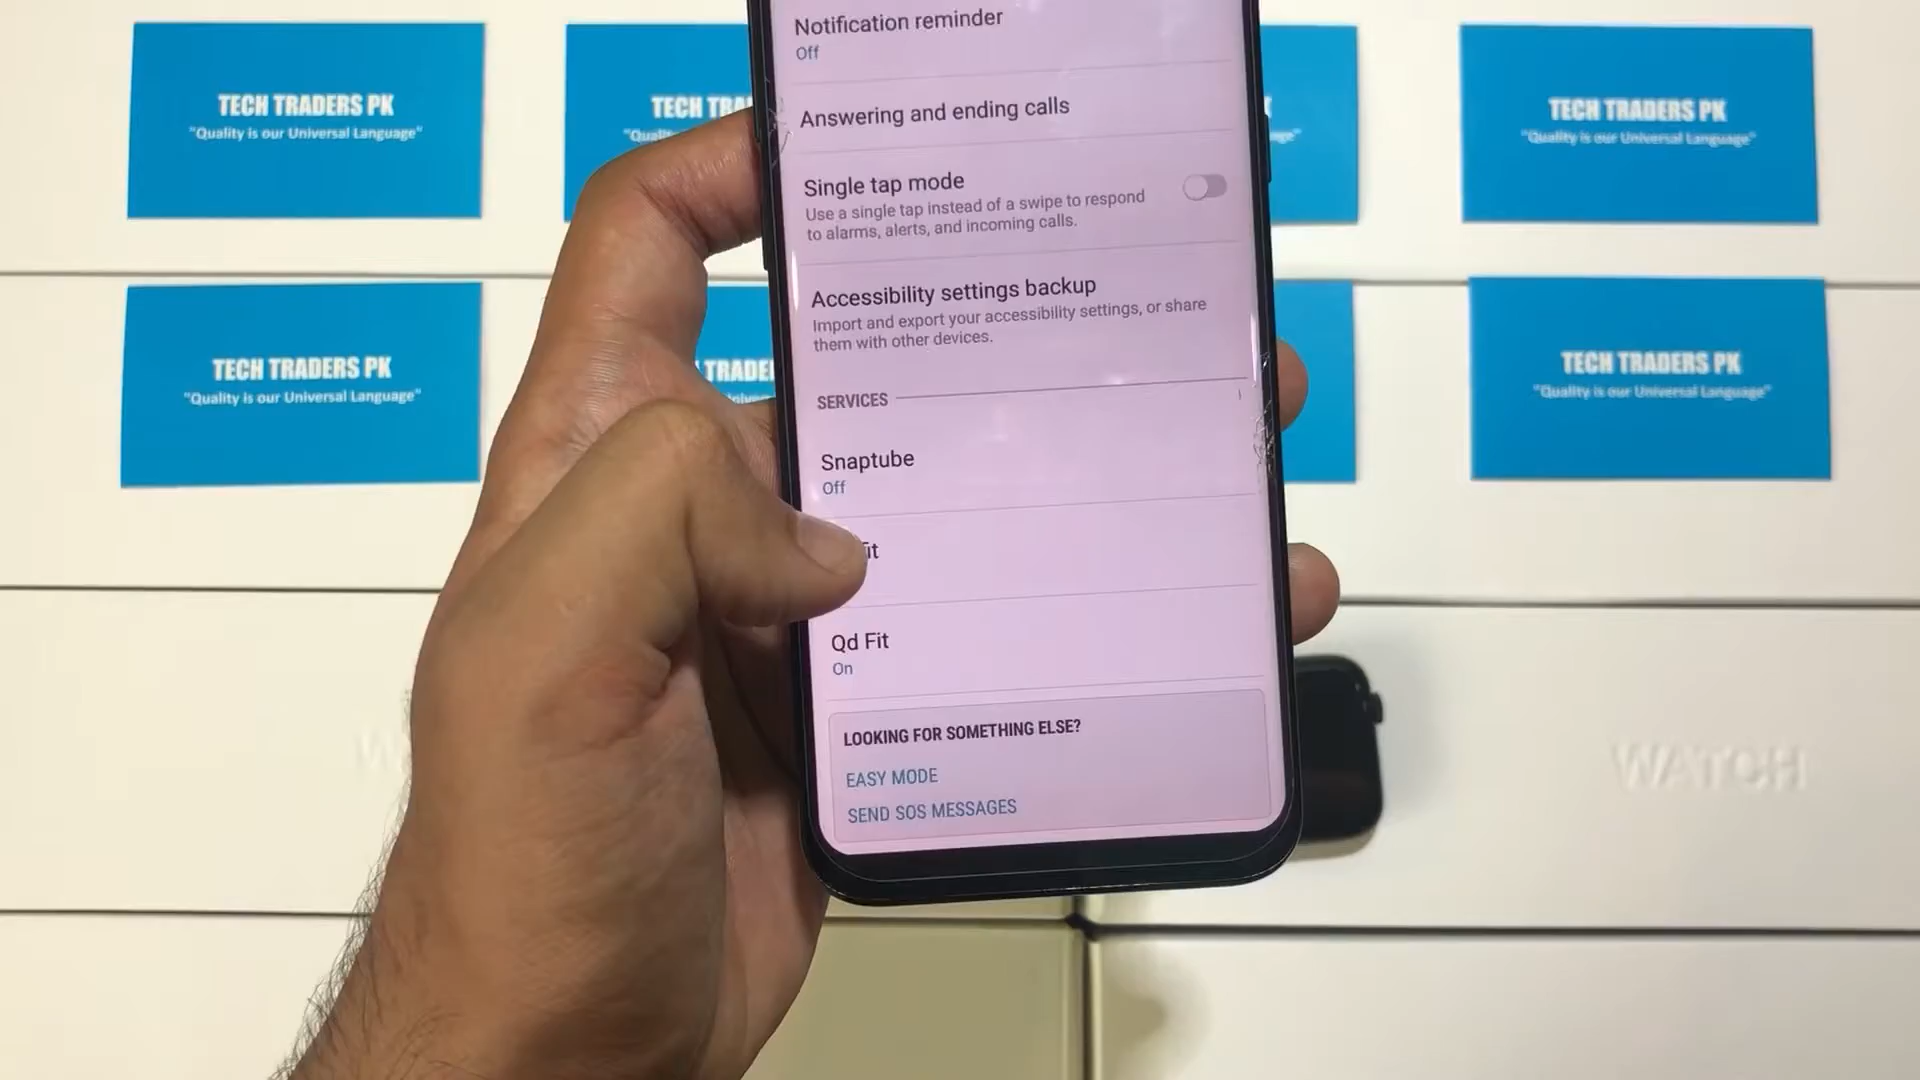 TECH TRADERS PK
"Quality is our Universal Language"
TECH TRADERS PK
"Quality is our Universal Language"
TECH TRADERS PK
"Quality is our Universal Language"
TECH TRADERS PK
"Quality is our Universal Language"
Notification reminder
Off
Answering and ending calls
Single tap mode
Use a single tap instead of a swipe to respond
to alarms, alerts, and incoming calls.
Accessibility settings backup
Import and export your accessibility settings, or share
them with other devices.
SERVICES
Snaptube
Off
Qd Fit
On
LOOKING FOR SOMETHING ELSE?
EASY MODE
SEND SOS MESSAGES
WATCH